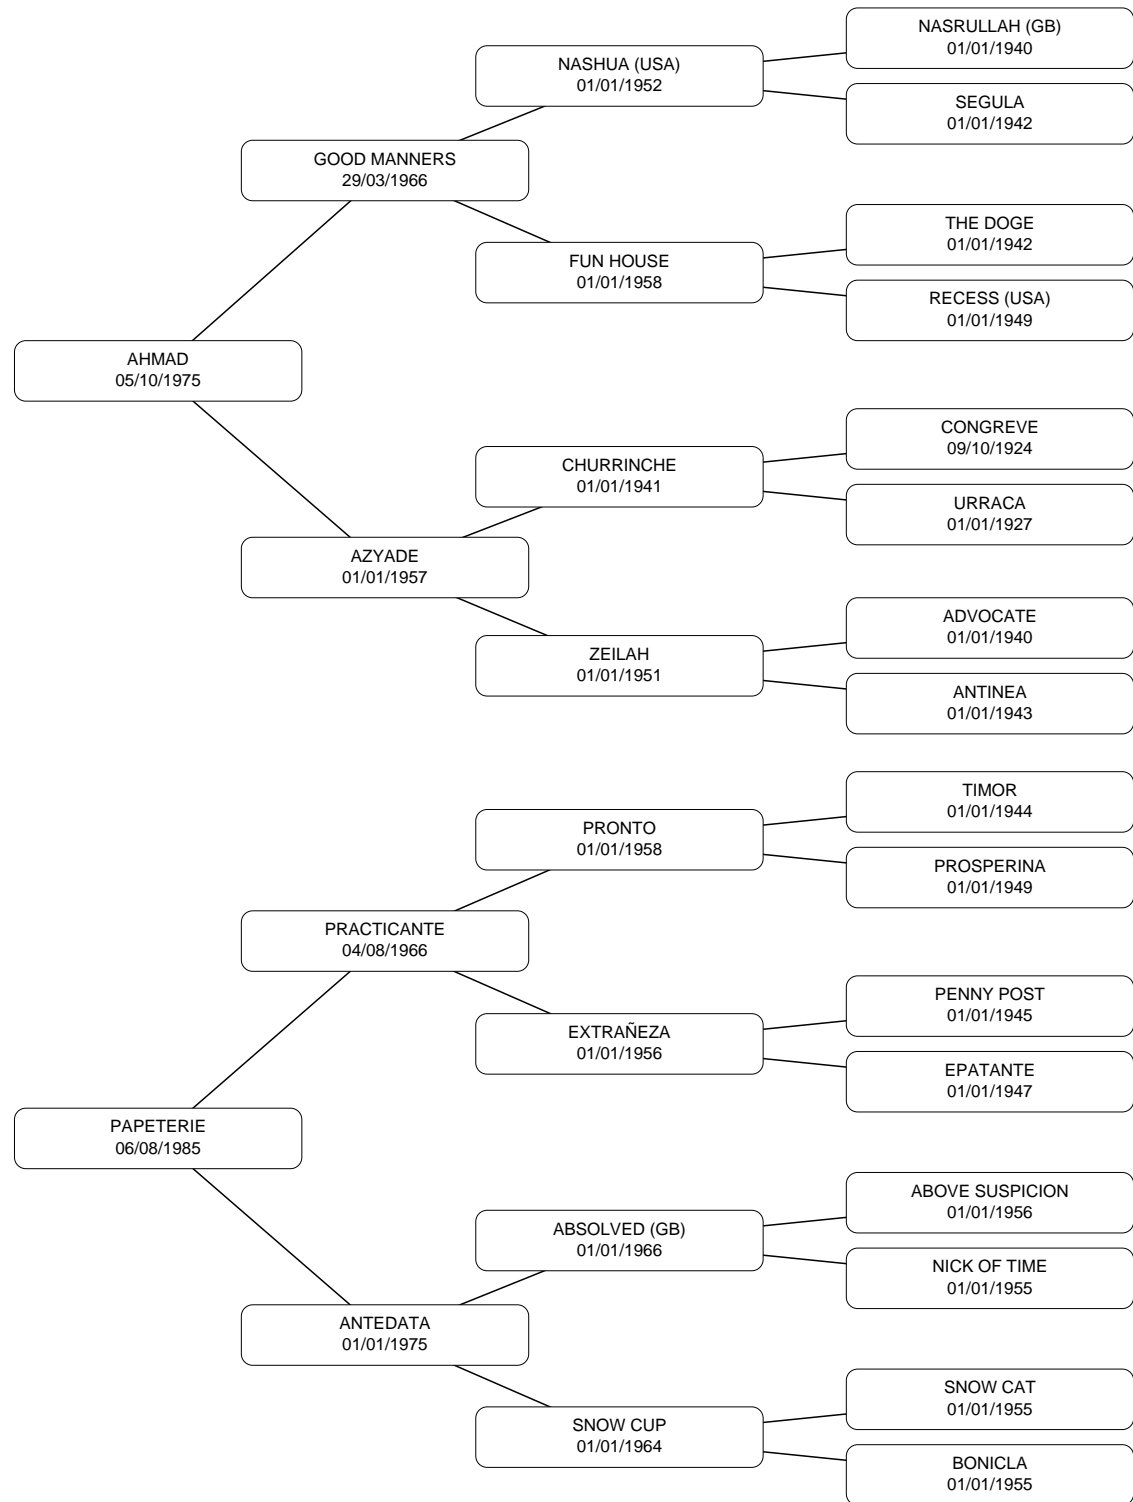 NASRULLAH (GB)
01/01/1940
NASHUA (USA)
01/01/1952
SEGULA
01/01/1942
GOOD MANNERS
29/03/1966
THE DOGE
01/01/1942
FUN HOUSE
01/01/1958
RECESS (USA)
01/01/1949
AHMAD
05/10/1975
CONGREVE
09/10/1924
CHURRINCHE
01/01/1941
URRACA
01/01/1927
AZYADE
01/01/1957
ADVOCATE
01/01/1940
ZEILAH
01/01/1951
ANTINEA
01/01/1943
TIMOR
01/01/1944
PRONTO
01/01/1958
PROSPERINA
01/01/1949
PRACTICANTE
04/08/1966
PENNY POST
01/01/1945
EXTRAÑEZA
01/01/1956
EPATANTE
01/01/1947
PAPETERIE
06/08/1985
ABOVE SUSPICION
01/01/1956
ABSOLVED (GB)
01/01/1966
NICK OF TIME
01/01/1955
ANTEDATA
01/01/1975
SNOW CAT
01/01/1955
SNOW CUP
01/01/1964
BONICLA
01/01/1955